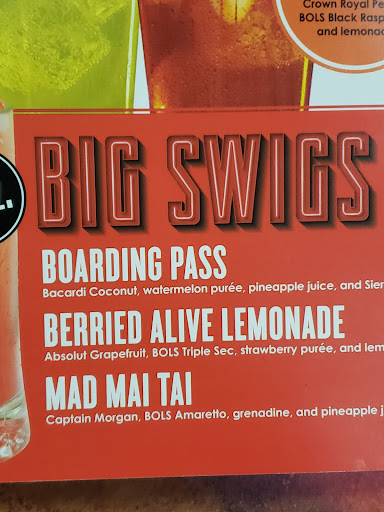 Crown Royal Pe
BOLS Black Rasp
and lemonad
BIG SWIGS
BOARDING PASS
Bacardi Coconut, watermelon purée, pineapple juice, and Sier
BERRIED ALIVE LEMONADE
Absolut Grapefruit, BOLS Triple Sec, strawberry purée, and lem
MAD MAI TAI
Captain Morgan, BOLS Amaretto, grenadine, and pineapple j